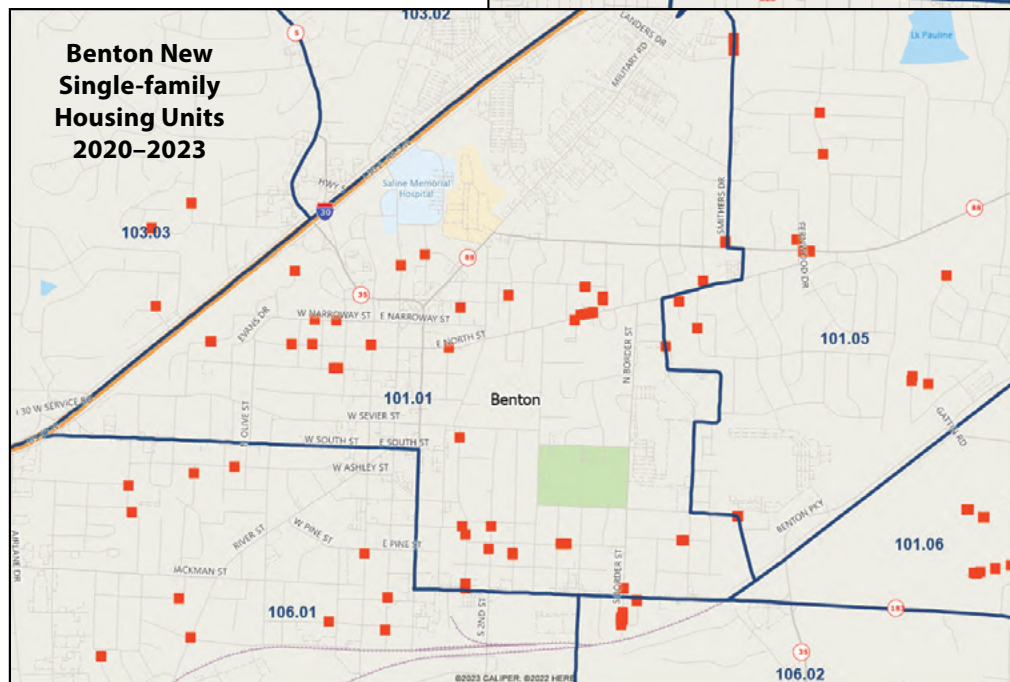 103.02
5
LANDERS DR
MILITARY RD
Lk Pauline
Benton New
Single-family
Housing Units
2020–2023
HWY 5
Saline Memorial
Hospital
30
SMITHERS DR
88
103.03
88
FERNWOOD DR
35
W NARROWAY ST
E NARROWAY ST
EVANS DR
E NORTH ST
N BORDER ST
101.05
101.01
Benton
I 30 W SERVICE RD
N OLIVE ST
W SEVIER ST
W SOUTH ST
E SOUTH ST
GATTIN RD
W ASHLEY ST
BENTON PKY
RIVER ST
W PINE ST
E PINE ST
AIRLANE DR
JACKMAN ST
101.06
S BORDER ST
S 2ND ST
106.01
183
35
106.02
©2023 CALIPER; ©2022 HERE